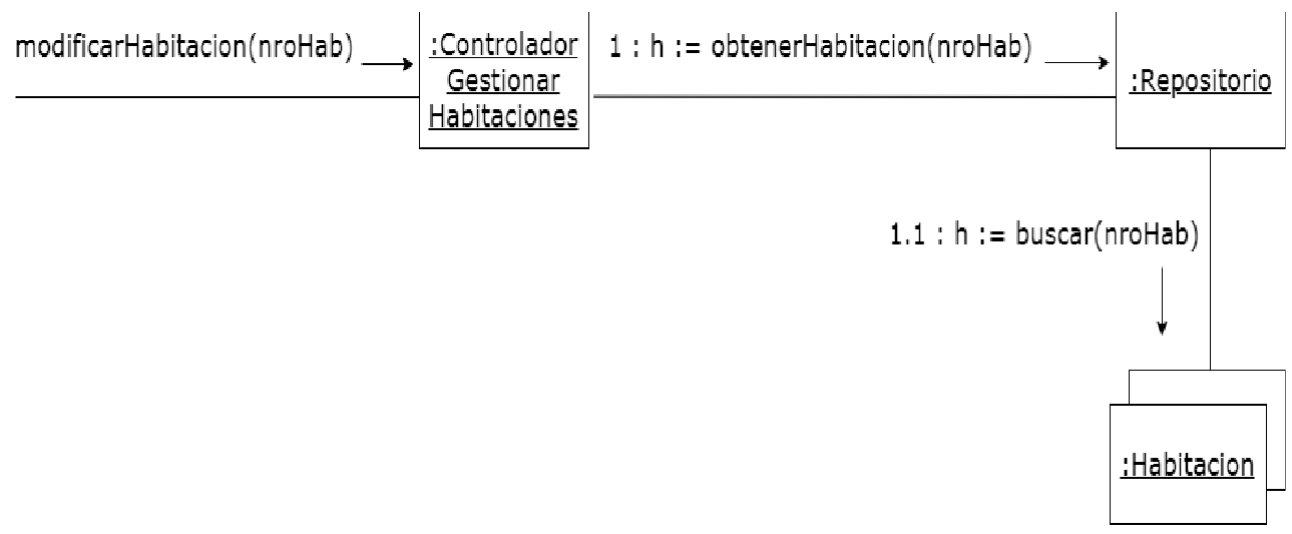 modificarHabitacion(nroHab)
:Controlador
Gestionar
Habitaciones
1 : h := obtenerHabitacion(nroHab)
:Repositorio
1.1 : h := buscar(nroHab)
:Habitacion